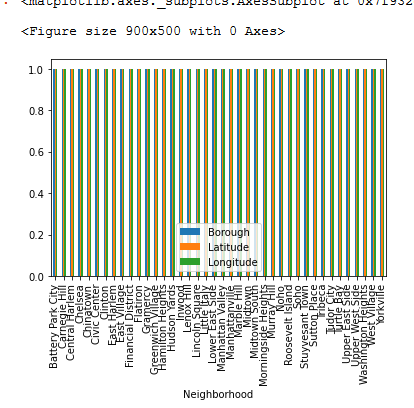 <matplotlib.axes._subplots.AxesSubplot at 0x7f932
<Figure size 900x500 with 0 Axes>
1.0
0.8
0.6
0.4
0.2
0.0
Borough
Latitude
Longitude
Battery Park City
Carnegie Hill
Central Harlem
Chelsea
Chinatown
Civic Center
Clinton
East Harlem
East Village
Financial District
Flatiron
Gramercy
Greenwich Village
Hamilton Heights
Hudson Yards
Inwood
Lenox Hill
Lincoln Square
Little Italy
Lower East Side
Manhattan Valley
Manhattanville
Marble Hill
Midtown
Midtown South
Morningside Heights
Murray Hill
Noho
Roosevelt Island
Soho
Stuyvesant Town
Sutton Place
Tribeca
Tudor City
Turtle Bay
Upper East Side
Upper West Side
Washington Heights
West Village
Yorkville
Neighborhood